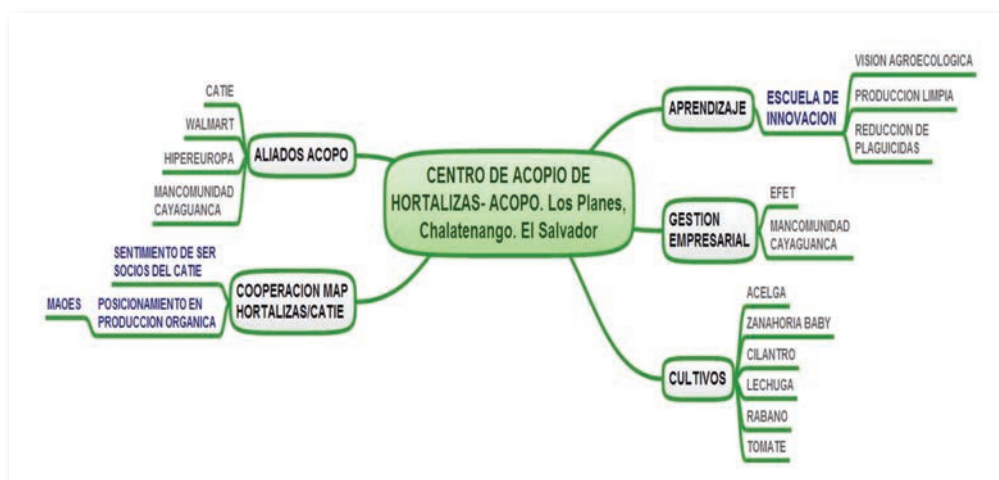 CENTRO DE ACOPIO DE
HORTALIZAS- ACOPO. Los Planes,
Chalatenango. El Salvador
ALIADOS ACOPO
CATIE
WALMART
HIPEREUROPA
MANCOMUNIDAD
CAYAGUANCA
COOPERACION MAP
HORTALIZAS/CATIE
SENTIMIENTO DE SER
SOCIOS DEL CATIE
POSICIONAMIENTO EN
PRODUCCION ORGANICA
MAOES
APRENDIZAJE
ESCUELA DE
INNOVACION
VISION AGROECOLOGICA
PRODUCCION LIMPIA
REDUCCION DE
PLAGUICIDAS
GESTION
EMPRESARIAL
EFET
MANCOMUNIDAD
CAYAGUANCA
CULTIVOS
ACELGA
ZANAHORIA BABY
CILANTRO
LECHUGA
RABANO
TOMATE